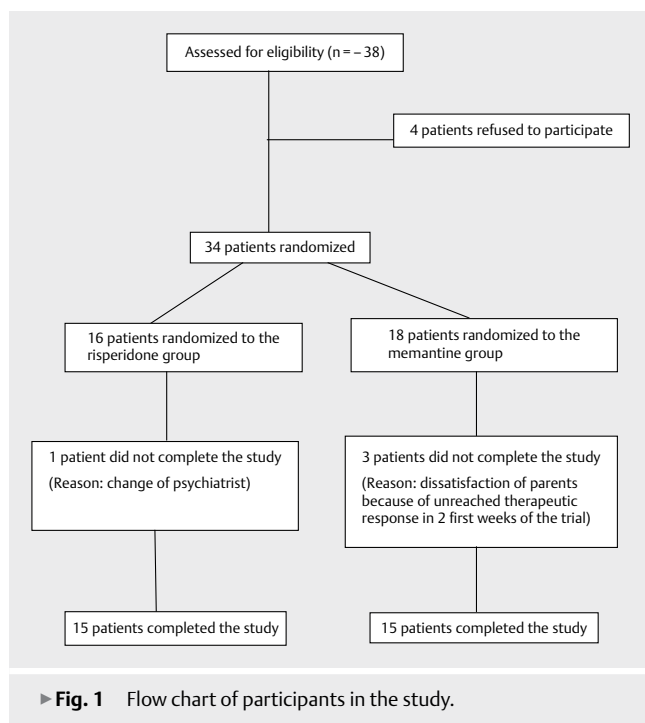 Assessed for eligibility (n = – 38)
4 patients refused to participate
34 patients randomized
16 patients randomized to the
risperidone group
18 patients randomized to the
memantine group
1 patient did not complete the study
(Reason: change of psychiatrist)
3 patients did not complete the study
(Reason: dissatisfaction of parents
because of unreached therapeutic
response in 2 first weeks of the trial)
15 patients completed the study
15 patients completed the study
▶Fig. 1 Flow chart of participants in the study.